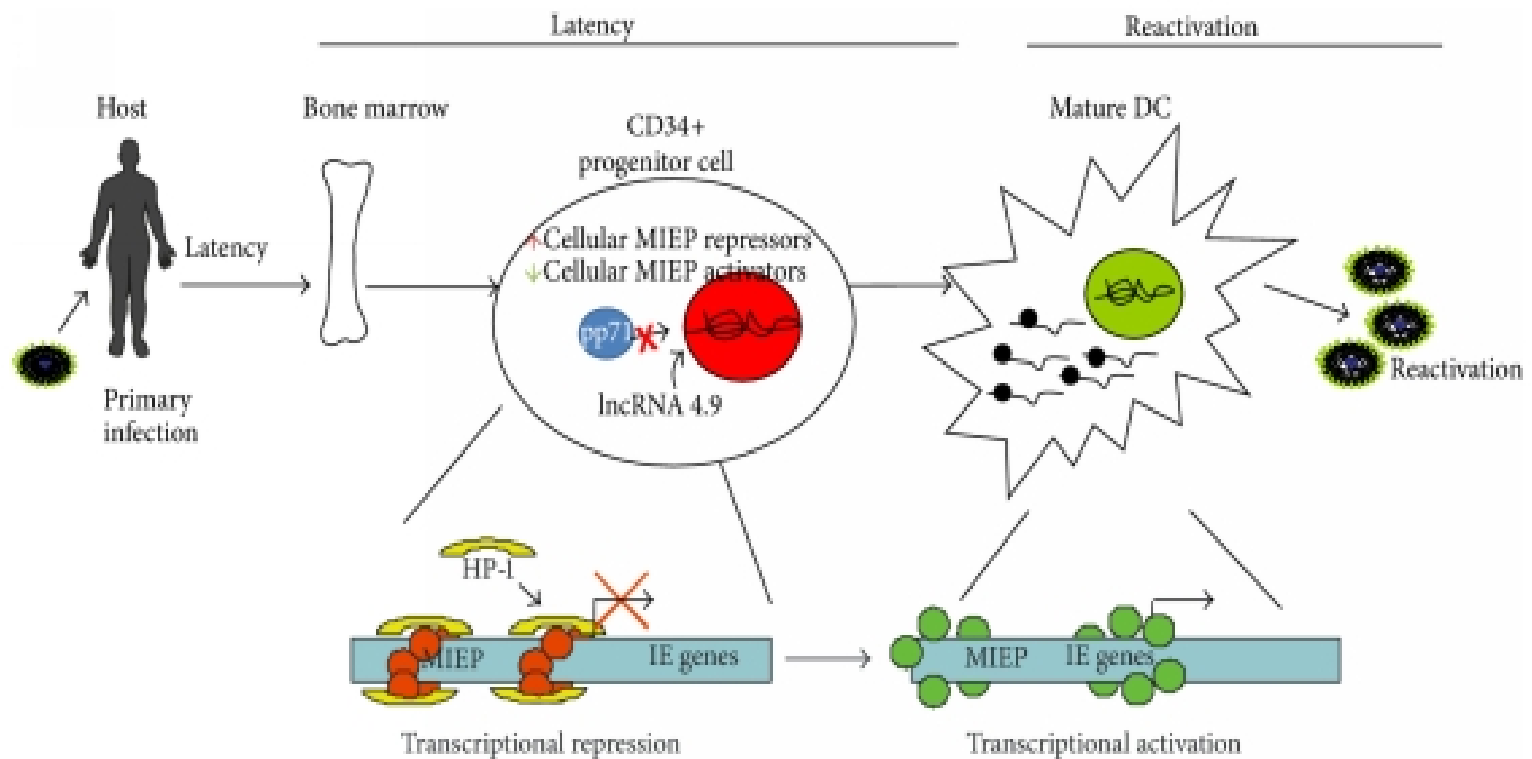 Latency
Reactivation
Host
Bone marrow
CD34+
progenitor cell
Mature DC
Latency
↑Cellular MIEP repressors
↓Cellular MIEP activators
pp71
lncRNA 4.9
Primary
infection
Reactivation
HP-1
MIEP
IE genes
MIEP
IE genes
Transcriptional repression
Transcriptional activation